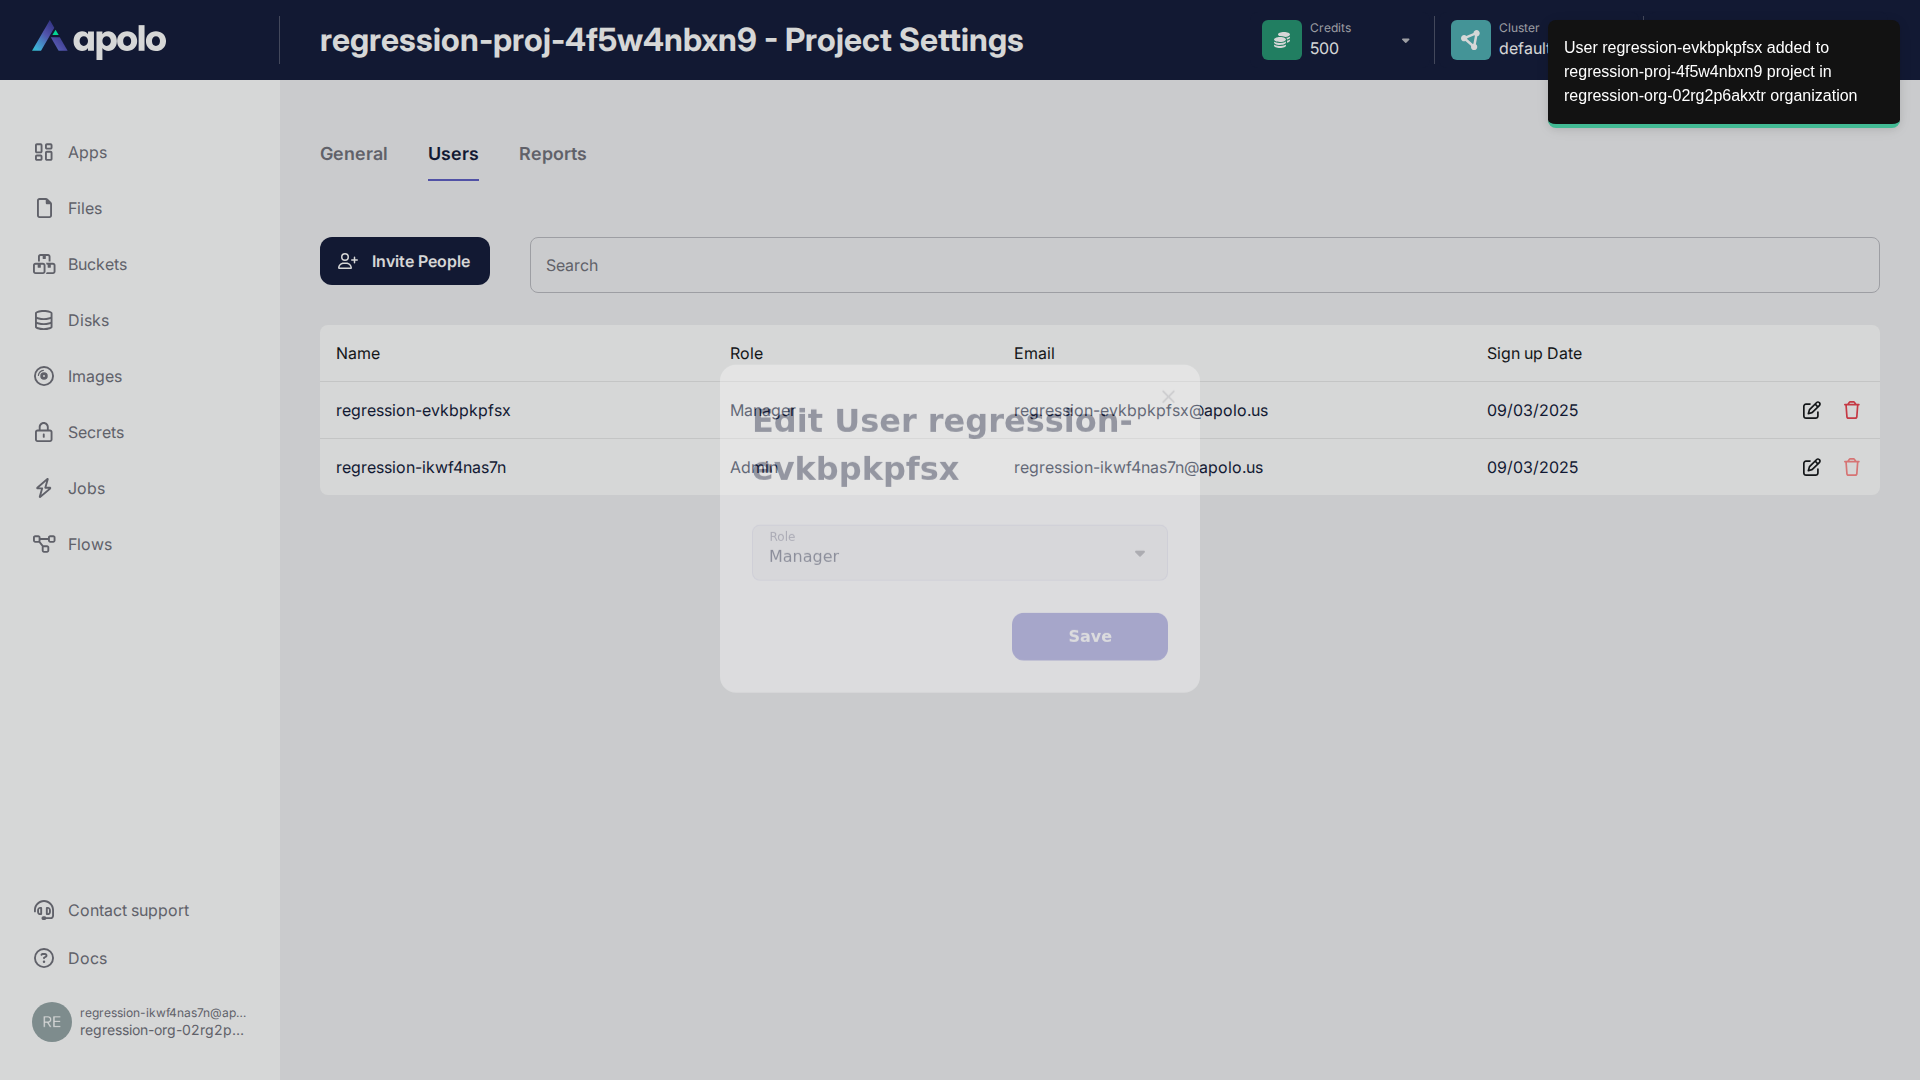 apolo
regression-proj-4f5w4nbxn9 - Project Settings
Credits
500
Cluster
default
User regression-evkbpkpfsx added to
regression-proj-4f5w4nbxn9 project in
regression-org-02rg2p6akxtr organization
Apps
Files
Buckets
Disks
Images
Secrets
Jobs
Flows
General
Users
Reports
Invite People
Search
Name
Role
Email
Sign up Date
regression-evkbpkpfsx
Manager
regression-evkbpkpfsx@apolo.us
09/03/2025
regression-ikwf4nas7n
Admin
regression-ikwf4nas7n@apolo.us
09/03/2025
Edit User regression-
evkbpkpfsx
Role
Manager
Save
Contact support
Docs
RE
regression-ikwf4nas7n@ap...
regression-org-02rg2p...